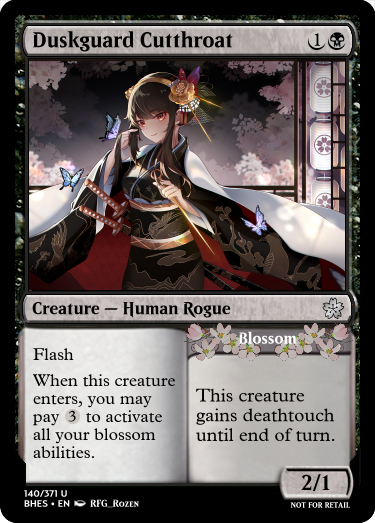 Duskguard Cutthroat 1
Creature — Human Rogue
Flash
When this creature
enters, you may
pay 3 to activate
all your blossom
abilities.
Blossom
This creature
gains deathtouch
until end of turn.
2/1
140/371 U
BHES • EN RFG_Rozen
NOT FOR RETAIL